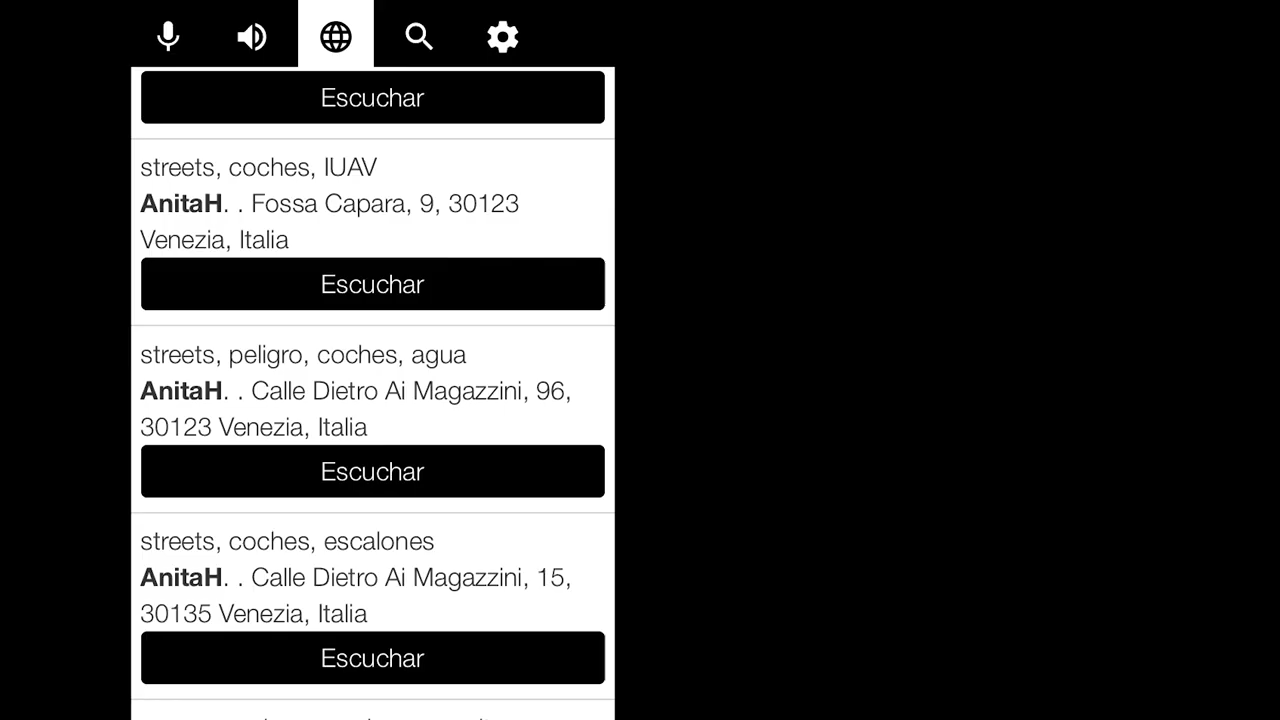 Escuchar
streets, coches, IUAV
AnitaH. . Fossa Capara, 9, 30123
Venezia, Italia
Escuchar
streets, peligro, coches, agua
AnitaH. . Calle Dietro Ai Magazzini, 96,
30123 Venezia, Italia
Escuchar
streets, coches, escalones
AnitaH. . Calle Dietro Ai Magazzini, 15,
30135 Venezia, Italia
Escuchar